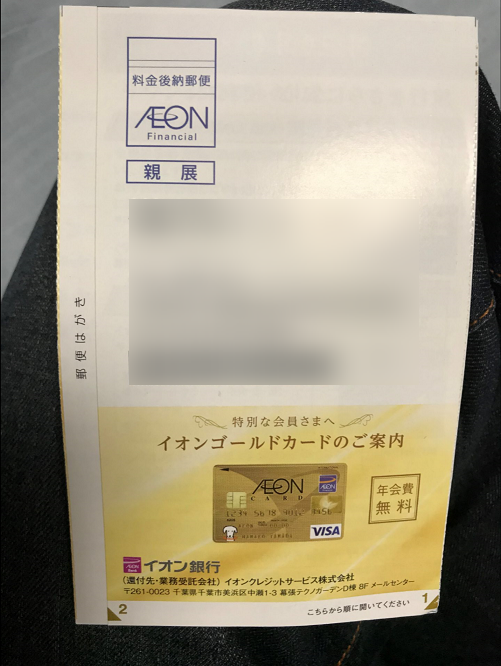 料金後納郵便
ÆON
Financial
親展
郵便はがき
特別な会員さまへ
イオンゴールドカードのご案内
ÆON
CARD
AEON
VISA
年会費
無料
AEON
Bank
イオン銀行
(還付先・業務受託会社) イオンクレジットサービス株式会社
〒261-0023 千葉県千葉市美浜区中瀬1-3 幕張テクノガーデンD棟 8F メールセンター
2
こちらから順に開いてください
1